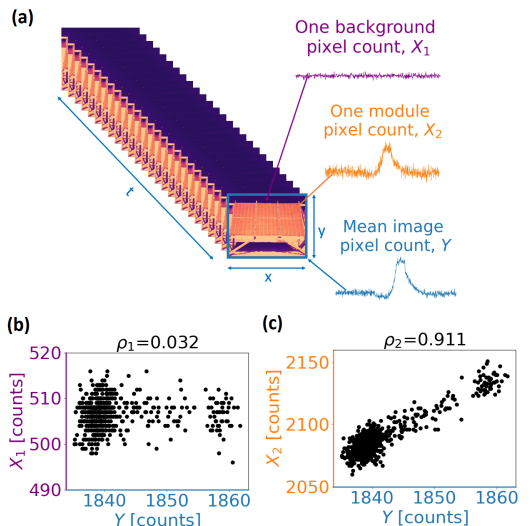 (a)
One background
pixel count, X₁
One module
pixel count, X₂
Mean image
pixel count, Y
t
y
x
(b)
ρ₁=0.032
X₁ [counts]
520
510
500
490
1840
1850
1860
Y [counts]
(c)
ρ₂=0.911
X₂ [counts]
2150
2100
2050
1840
1850
1860
Y [counts]